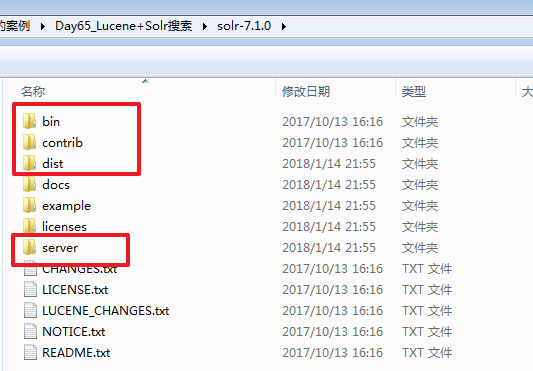 的案例 ▸ Day65_Lucene+Solr搜索 ▸ solr-7.1.0 ▸
名称 修改日期 类型 大
bin 2017/10/13 16:16 文件夹
contrib 2017/10/13 16:16 文件夹
dist 2018/1/14 21:55 文件夹
docs 2018/1/14 21:55 文件夹
example 2018/1/14 21:55 文件夹
licenses 2018/1/14 21:55 文件夹
server 2018/1/14 21:55 文件夹
CHANGES.txt 2017/10/13 16:16 TXT 文件
LICENSE.txt 2017/10/13 16:16 TXT 文件
LUCENE_CHANGES.txt 2017/10/13 16:16 TXT 文件
NOTICE.txt 2017/10/13 16:16 TXT 文件
README.txt 2017/10/13 16:16 TXT 文件